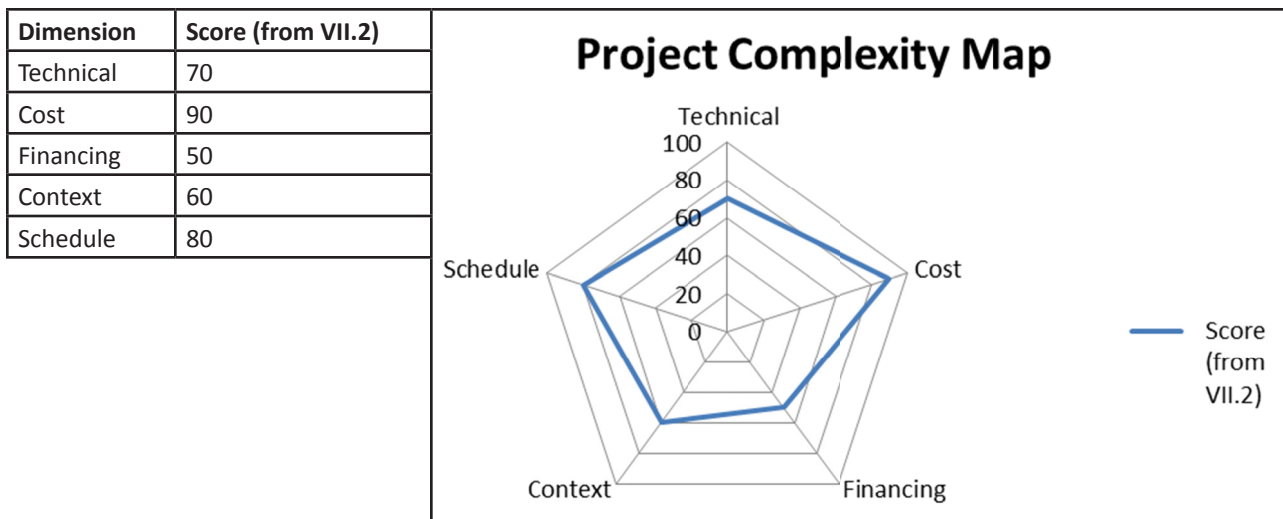 Dimension Score (from VII.2)
Technical 70
Cost 90
Financing 50
Context 60
Schedule 80
Project Complexity Map
Technical
100
80
60
40
20
0
Schedule
Cost
Context
Financing
Score
(from
VII.2)